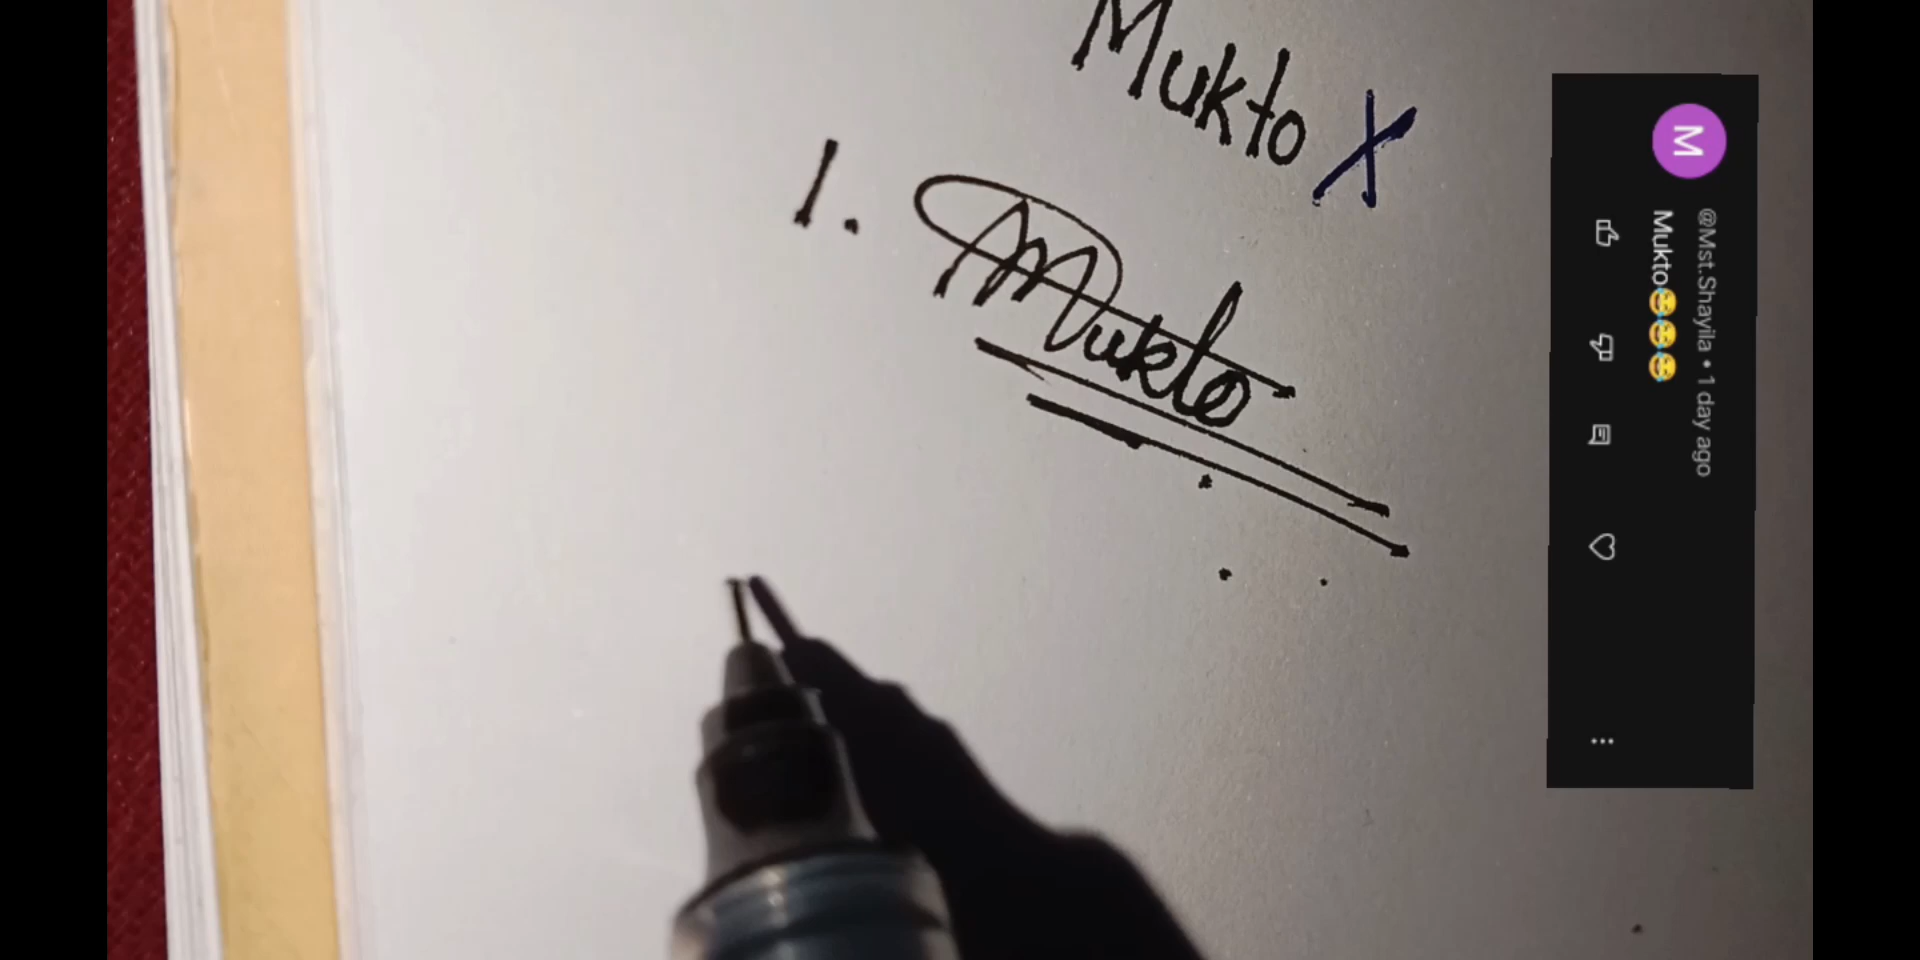 Mukto X
1. Mukto
M
@Mst.Shayila • 1 day ago
Mukto🥲🥲🥲